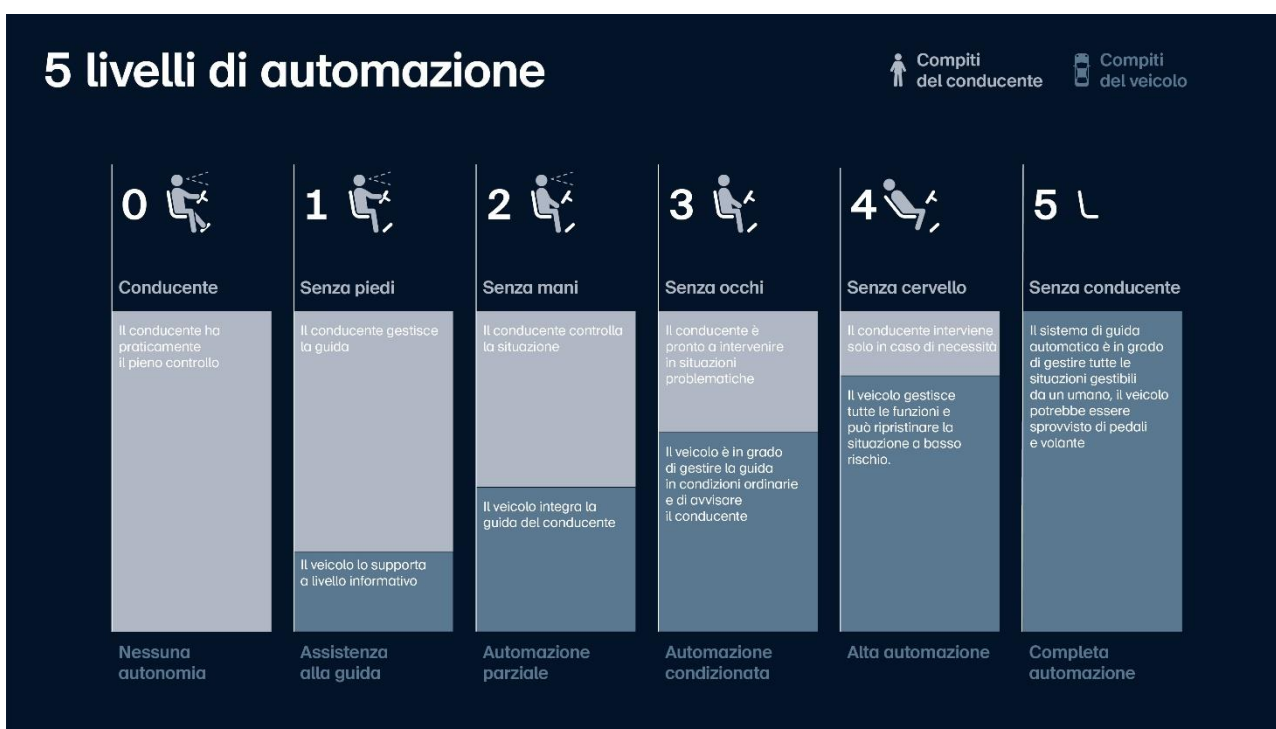 5 livelli di automazione
Compiti
del conducente
Compiti
del veicolo
0
Conducente
Il conducente ha
praticamente
il pieno controllo
Nessuna
autonomia
1
Senza piedi
Il conducente gestisce
la guida
Il veicolo lo supporta
a livello informativo
Assistenza
alla guida
2
Senza mani
Il conducente controlla
la situazione
Il veicolo integra la
guida del conducente
Automazione
parziale
3
Senza occhi
Il conducente è
pronto a intervenire
in situazioni
problematiche
Il veicolo è in grado
di gestire la guida
in condizioni ordinarie
e di avvisare
il conducente
Automazione
condizionata
4
Senza cervello
Il conducente interviene
solo in caso di necessità
Il veicolo gestisce
tutte le funzioni e
può ripristinare la
situazione a basso
rischio.
Alta automazione
5
Senza conducente
Il sistema di guida
automatica è in grado
di gestire tutte le
situazioni gestibili
da un umano, il veicolo
potrebbe essere
sprovvisto di pedali
e volante
Completa
automazione